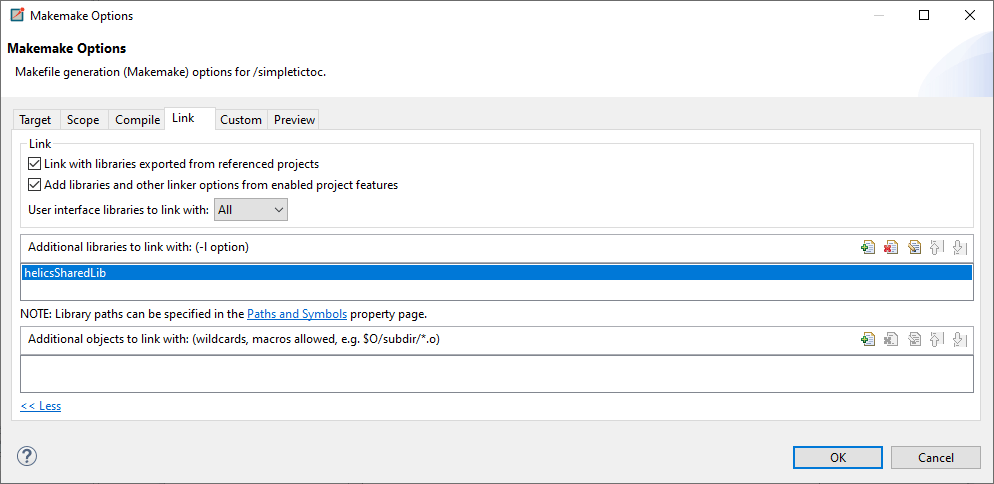 Makemake Options
Makemake Options
Makefile generation (Makemake) options for /simpletictoc.
Target Scope Compile Link Custom Preview
Link
Link with libraries exported from referenced projects
Add libraries and other linker options from enabled project features
User interface libraries to link with: All
Additional libraries to link with: (-l option)
helicsSharedLib
NOTE: Library paths can be specified in the Paths and Symbols property page.
Additional objects to link with: (wildcards, macros allowed, e.g. $O/subdir/*.o)
<< Less
OK Cancel